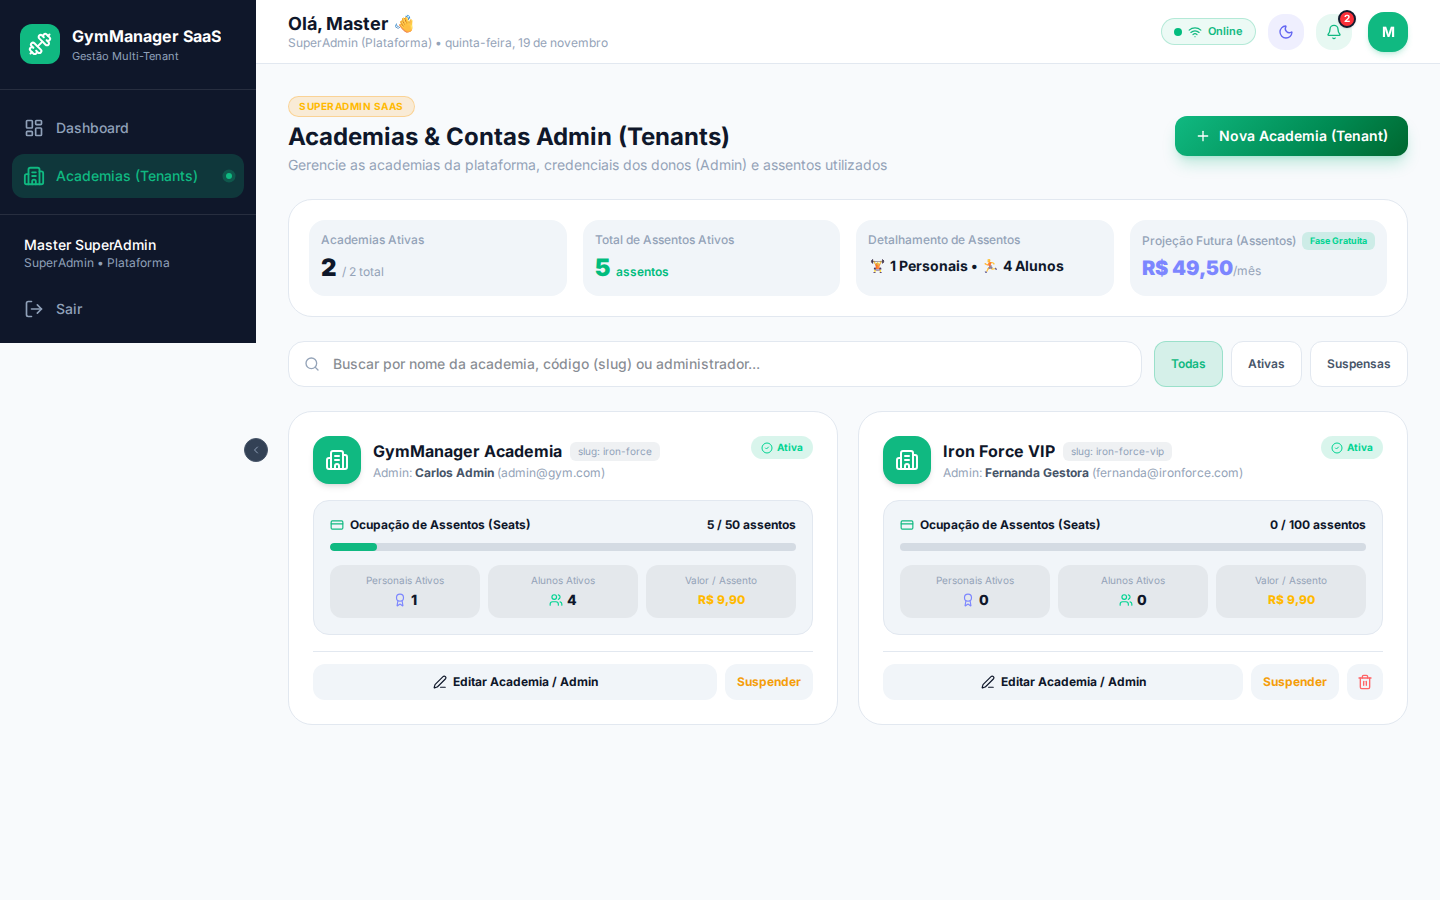 GymManager SaaS
Gestão Multi-Tenant
Dashboard
Academias (Tenants)
Master SuperAdmin
SuperAdmin • Plataforma
Sair
Olá, Master 👋
SuperAdmin (Plataforma) • quinta-feira, 19 de novembro
Online
2
M
SUPERADMIN SAAS
Academias & Contas Admin (Tenants)
Gerencie as academias da plataforma, credenciais dos donos (Admin) e assentos utilizados
Nova Academia (Tenant)
Academias Ativas
2 / 2 total
Total de Assentos Ativos
5 assentos
Detalhamento de Assentos
🏋️ 1 Personais • 🏃 4 Alunos
Projeção Futura (Assentos) Fase Gratuita
R$ 49,50/mês
Buscar por nome da academia, código (slug) ou administrador...
Todas
Ativas
Suspensas
GymManager Academia slug: iron-force
Ativa
Admin: Carlos Admin (admin@gym.com)
Ocupação de Assentos (Seats) 5 / 50 assentos
Personais Ativos
1
Alunos Ativos
4
Valor / Assento
R$ 9,90
Editar Academia / Admin
Suspender
Iron Force VIP slug: iron-force-vip
Ativa
Admin: Fernanda Gestora (fernanda@ironforce.com)
Ocupação de Assentos (Seats) 0 / 100 assentos
Personais Ativos
0
Alunos Ativos
0
Valor / Assento
R$ 9,90
Editar Academia / Admin
Suspender